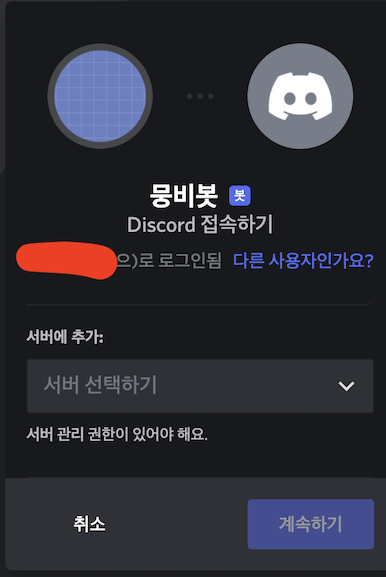 뭉비봇 봇
Discord 접속하기
으)로 로그인됨 다른 사용자인가요?
서버에 추가:
서버 선택하기
서버 관리 권한이 있어야 해요.
취소 계속하기